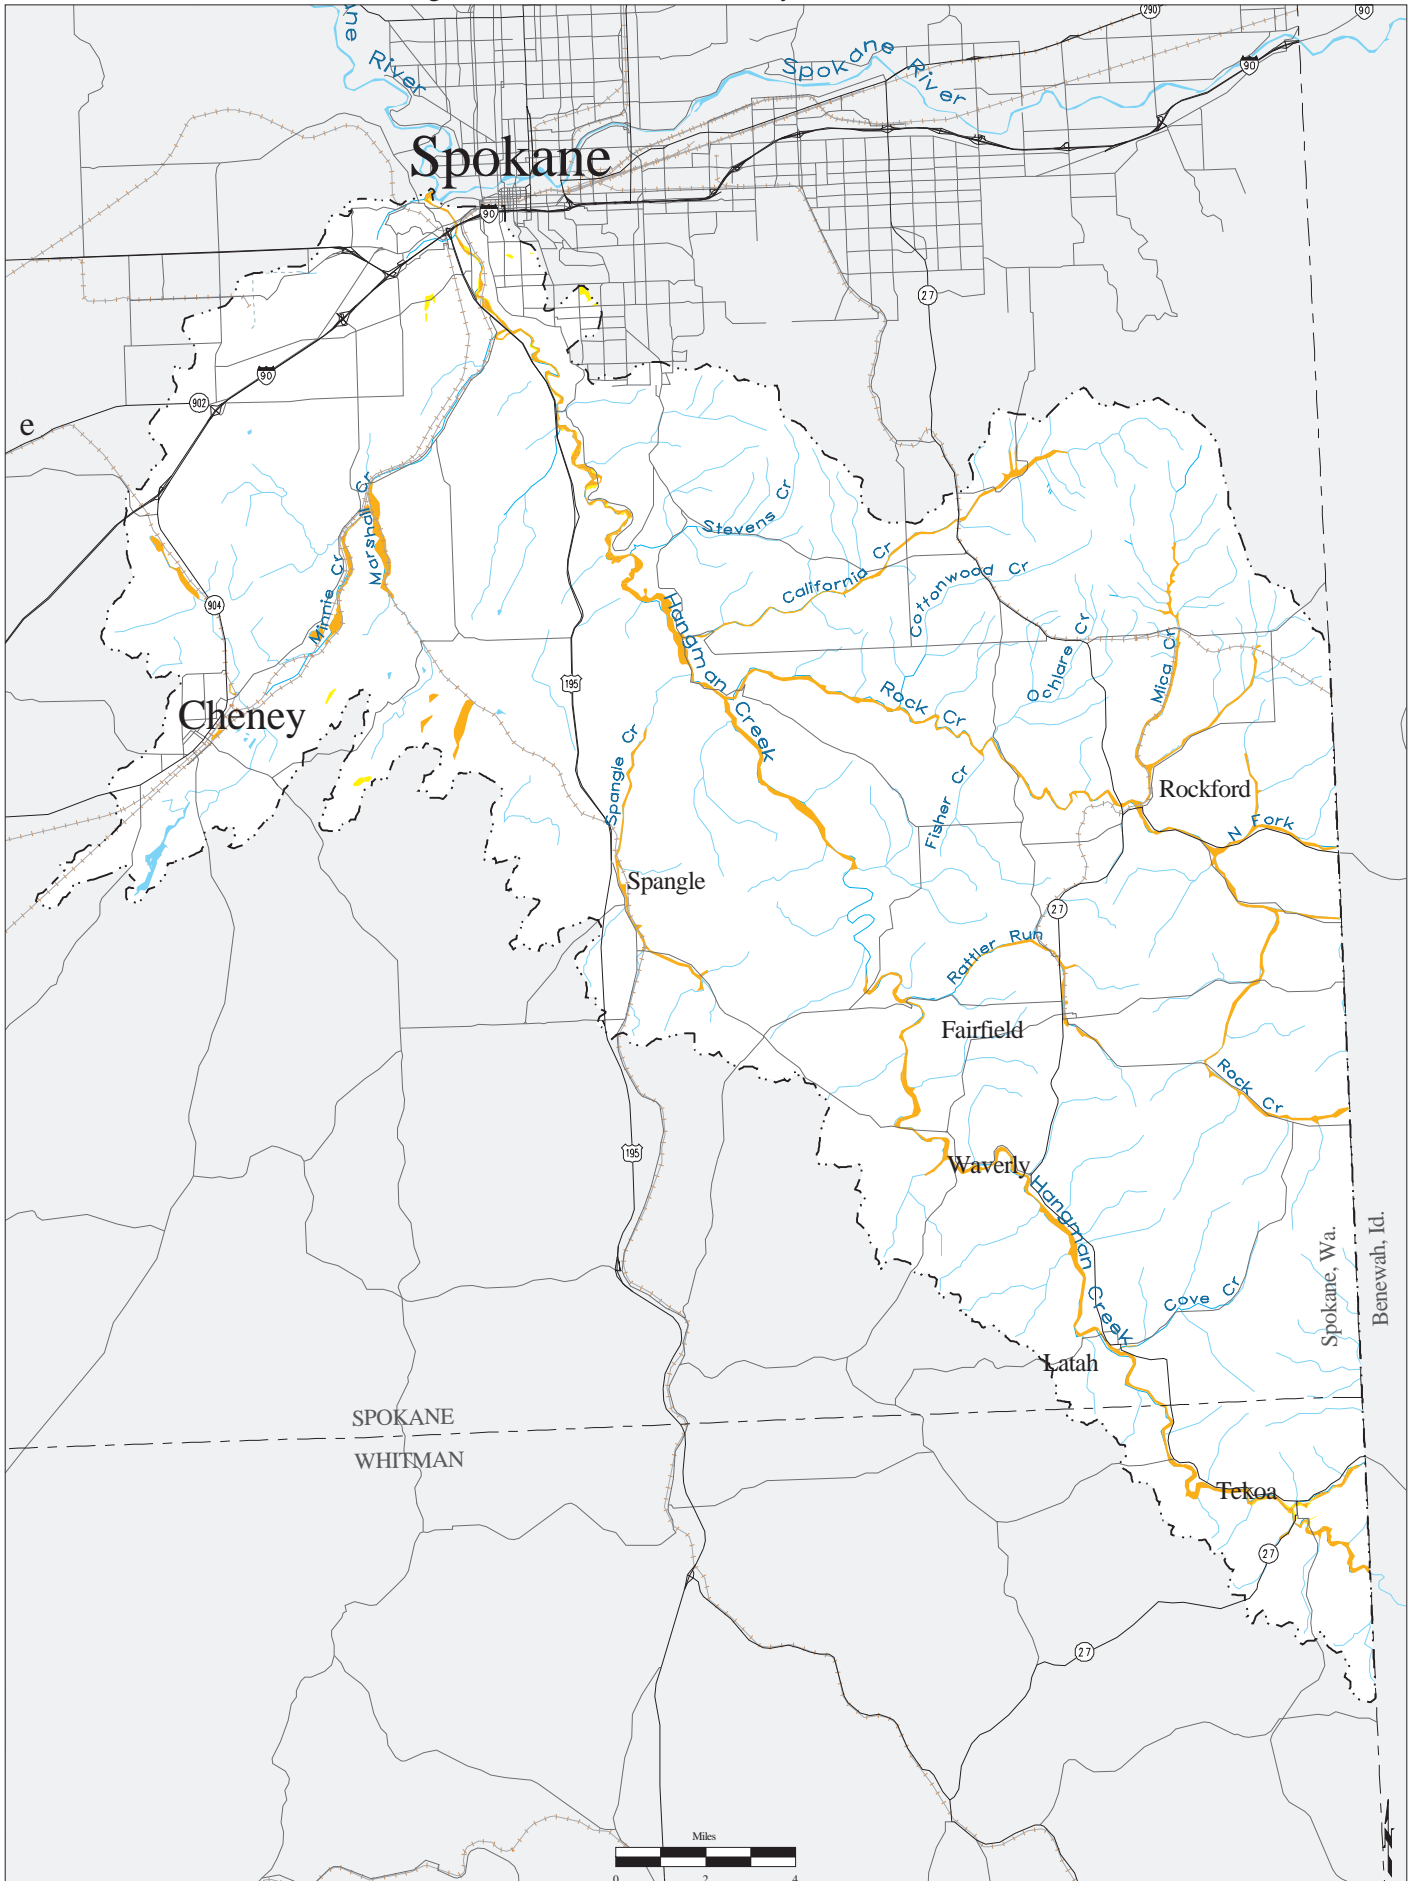 290
90
ane
River
Spokane
River
90
Spokane
90
27
90
902
e
Stevens Cr
Marshall Cr
Minnie Cr
California Cr
Cottonwood Cr
904
Hangman Creek
Ochlare Cr
Mica Cr
195
Rock Cr
Cheney
Spangle Cr
Fisher Cr
Rockford
N Fork
Spangle
27
Rattler Run
Fairfield
Rock Cr
195
Waverly
Hangman Creek
Cove Cr
Spokane, Wa.
Benewah, Id.
Latah
SPOKANE
WHITMAN
Tekoa
27
27
Miles
0 2 4
N